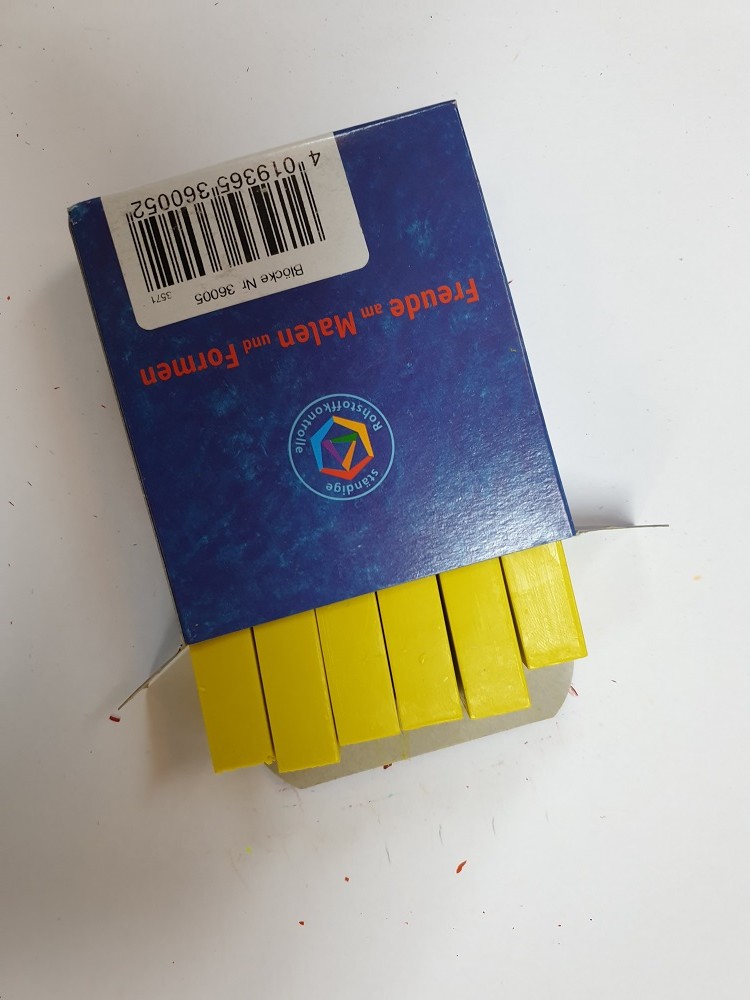 ständige
Rohstoffkontrolle
Freude am Malen und Formen
Blöcke Nr 36005 3571
4 019365 360052